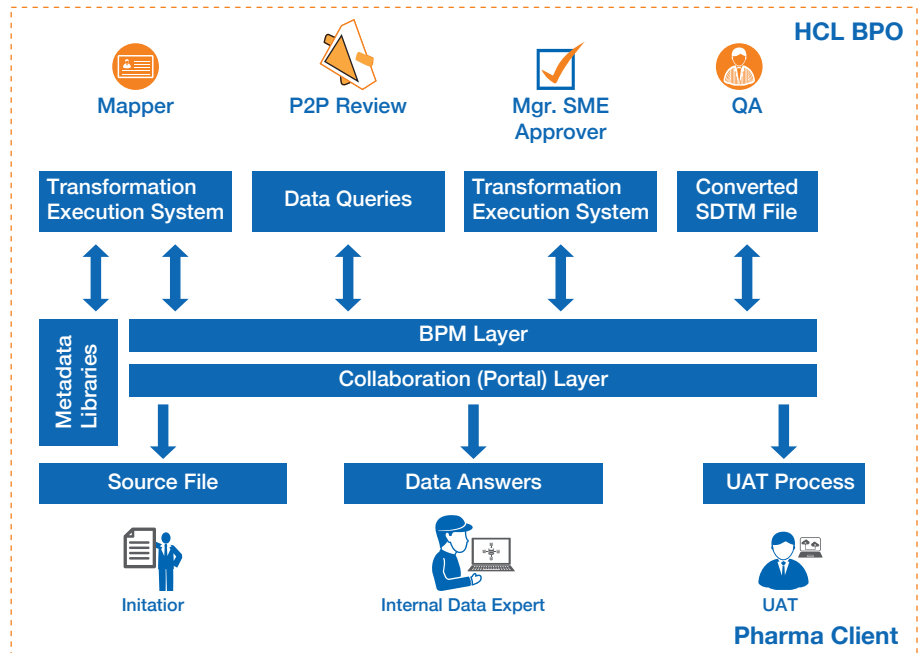 HCL BPO
Mapper
P2P Review
Mgr. SME
Approver
QA
Transformation
Execution System
Data Queries
Transformation
Execution System
Converted
SDTM File
Metadata
Libraries
BPM Layer
Collaboration (Portal) Layer
Source File
Data Answers
UAT Process
Initatior
Internal Data Expert
UAT
Pharma Client